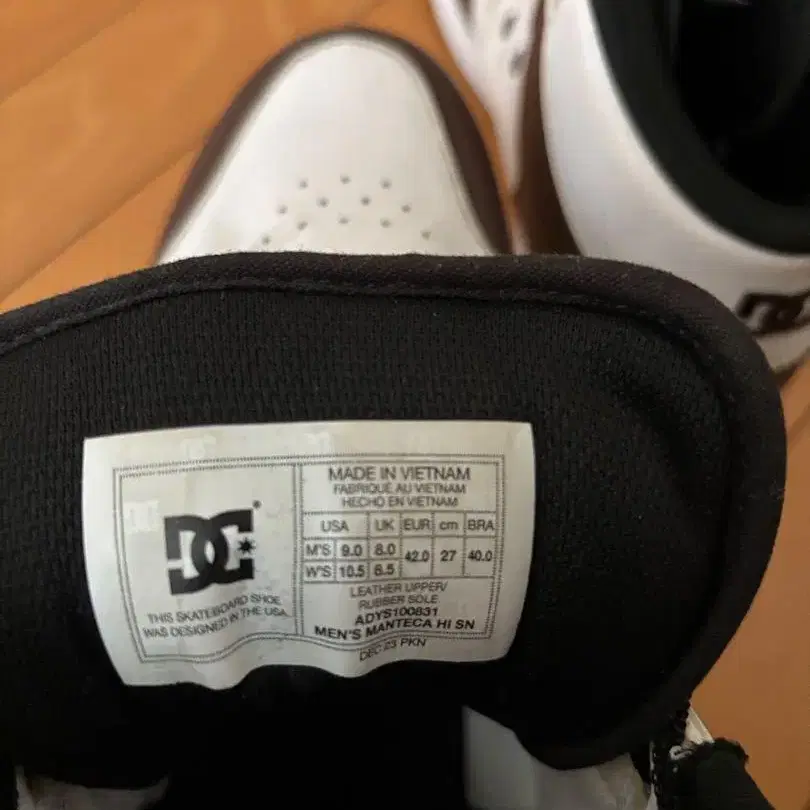 DC
®
THIS SKATEBOARD SHOE
WAS DESIGNED IN THE USA.
MADE IN VIETNAM
FABRIQUE AU VIETNAM
HECHO EN VIETNAM
USA UK EUR cm BRA
M'S 9.0 8.0 42.0 27 40.0
W'S 10.5 8.5
LEATHER UPPER/
RUBBER SOLE
ADYS100831
MEN'S MANTECA HI SN
DEC 23 PKN
DC